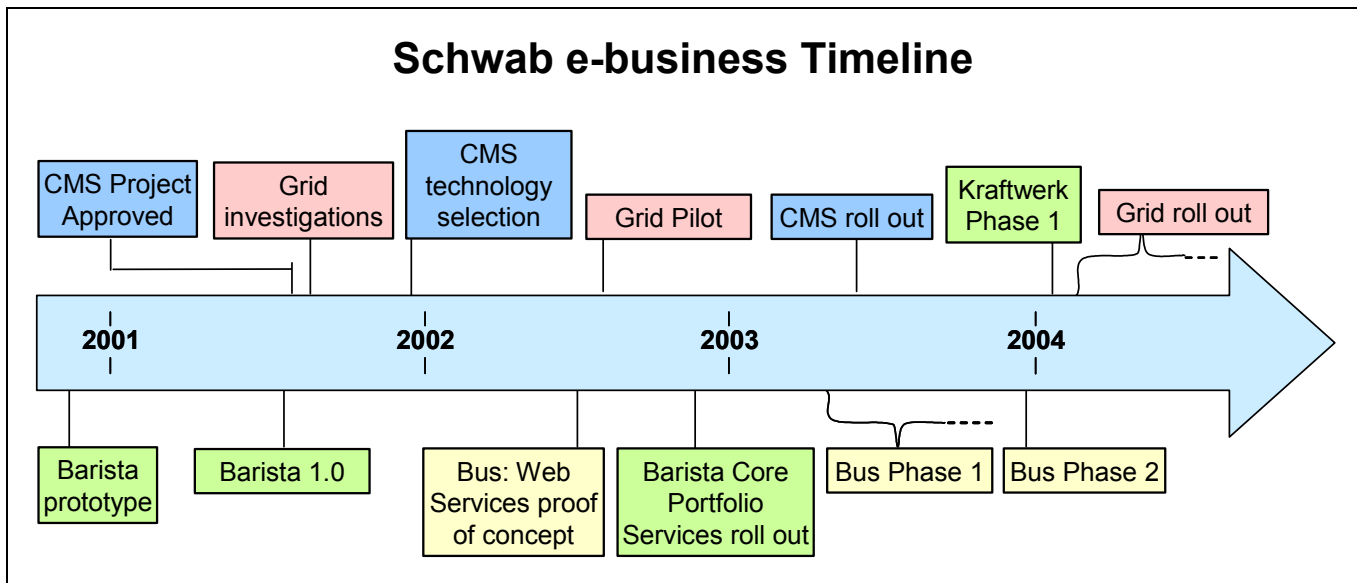 Schwab e-business Timeline
CMS Project
Approved
Grid
investigations
CMS
technology
selection
Grid Pilot
CMS roll out
Kraftwerk
Phase 1
Grid roll out
2001
2002
2003
2004
Barista
prototype
Barista 1.0
Bus: Web
Services proof
of concept
Barista Core
Portfolio
Services roll out
Bus Phase 1
Bus Phase 2